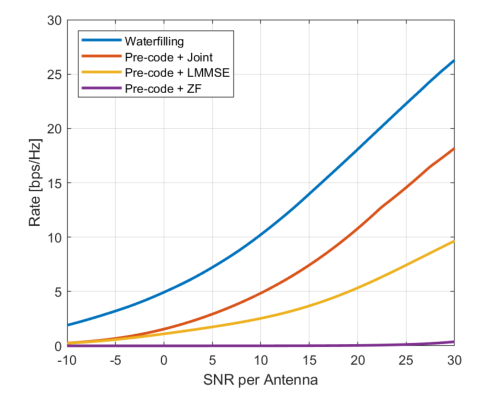 30
25
20
15
10
5
0
Rate [bps/Hz]
Waterfilling
Pre-code + Joint
Pre-code + LMMSE
Pre-code + ZF
-10 -5 0 5 10 15 20 25 30
SNR per Antenna